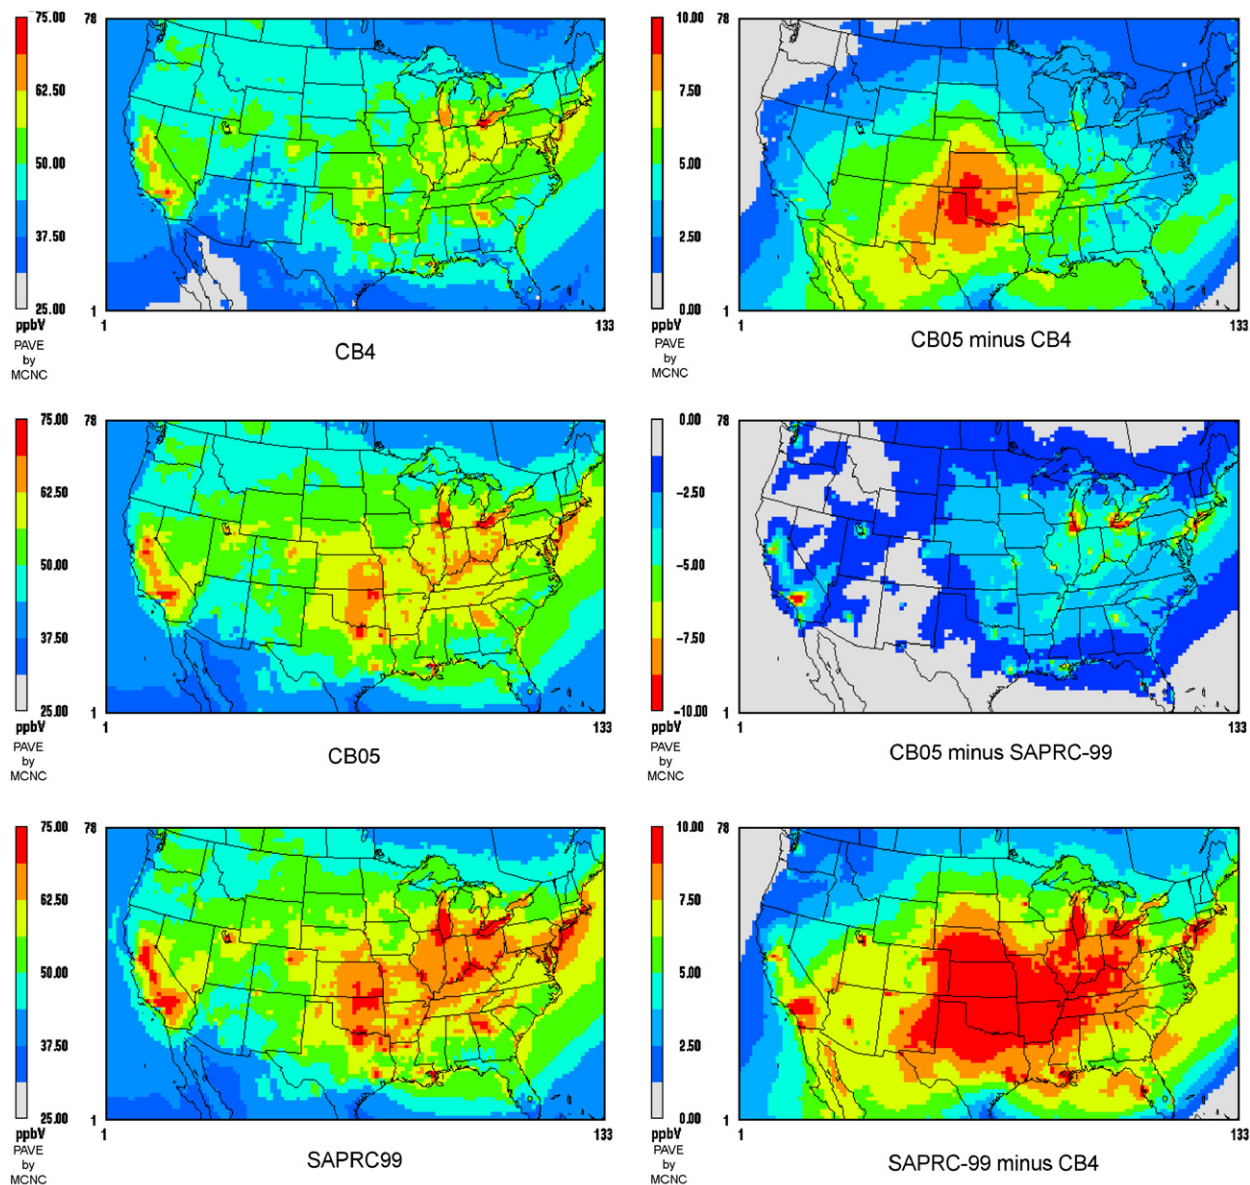 75.00
62.50
50.00
37.50
25.00
ppbV
PAVE
by
MCNC
78
1
1
133
CB4
10.00
7.50
5.00
2.50
0.00
ppbV
PAVE
by
MCNC
78
1
1
133
CB05 minus CB4
75.00
62.50
50.00
37.50
25.00
ppbV
PAVE
by
MCNC
78
1
1
133
CB05
0.00
-2.50
-5.00
-7.50
-10.00
ppbV
PAVE
by
MCNC
78
1
1
133
CB05 minus SAPRC-99
75.00
62.50
50.00
37.50
25.00
ppbV
PAVE
by
MCNC
78
1
1
133
SAPRC99
10.00
7.50
5.00
2.50
0.00
ppbV
PAVE
by
MCNC
78
1
1
133
SAPRC-99 minus CB4